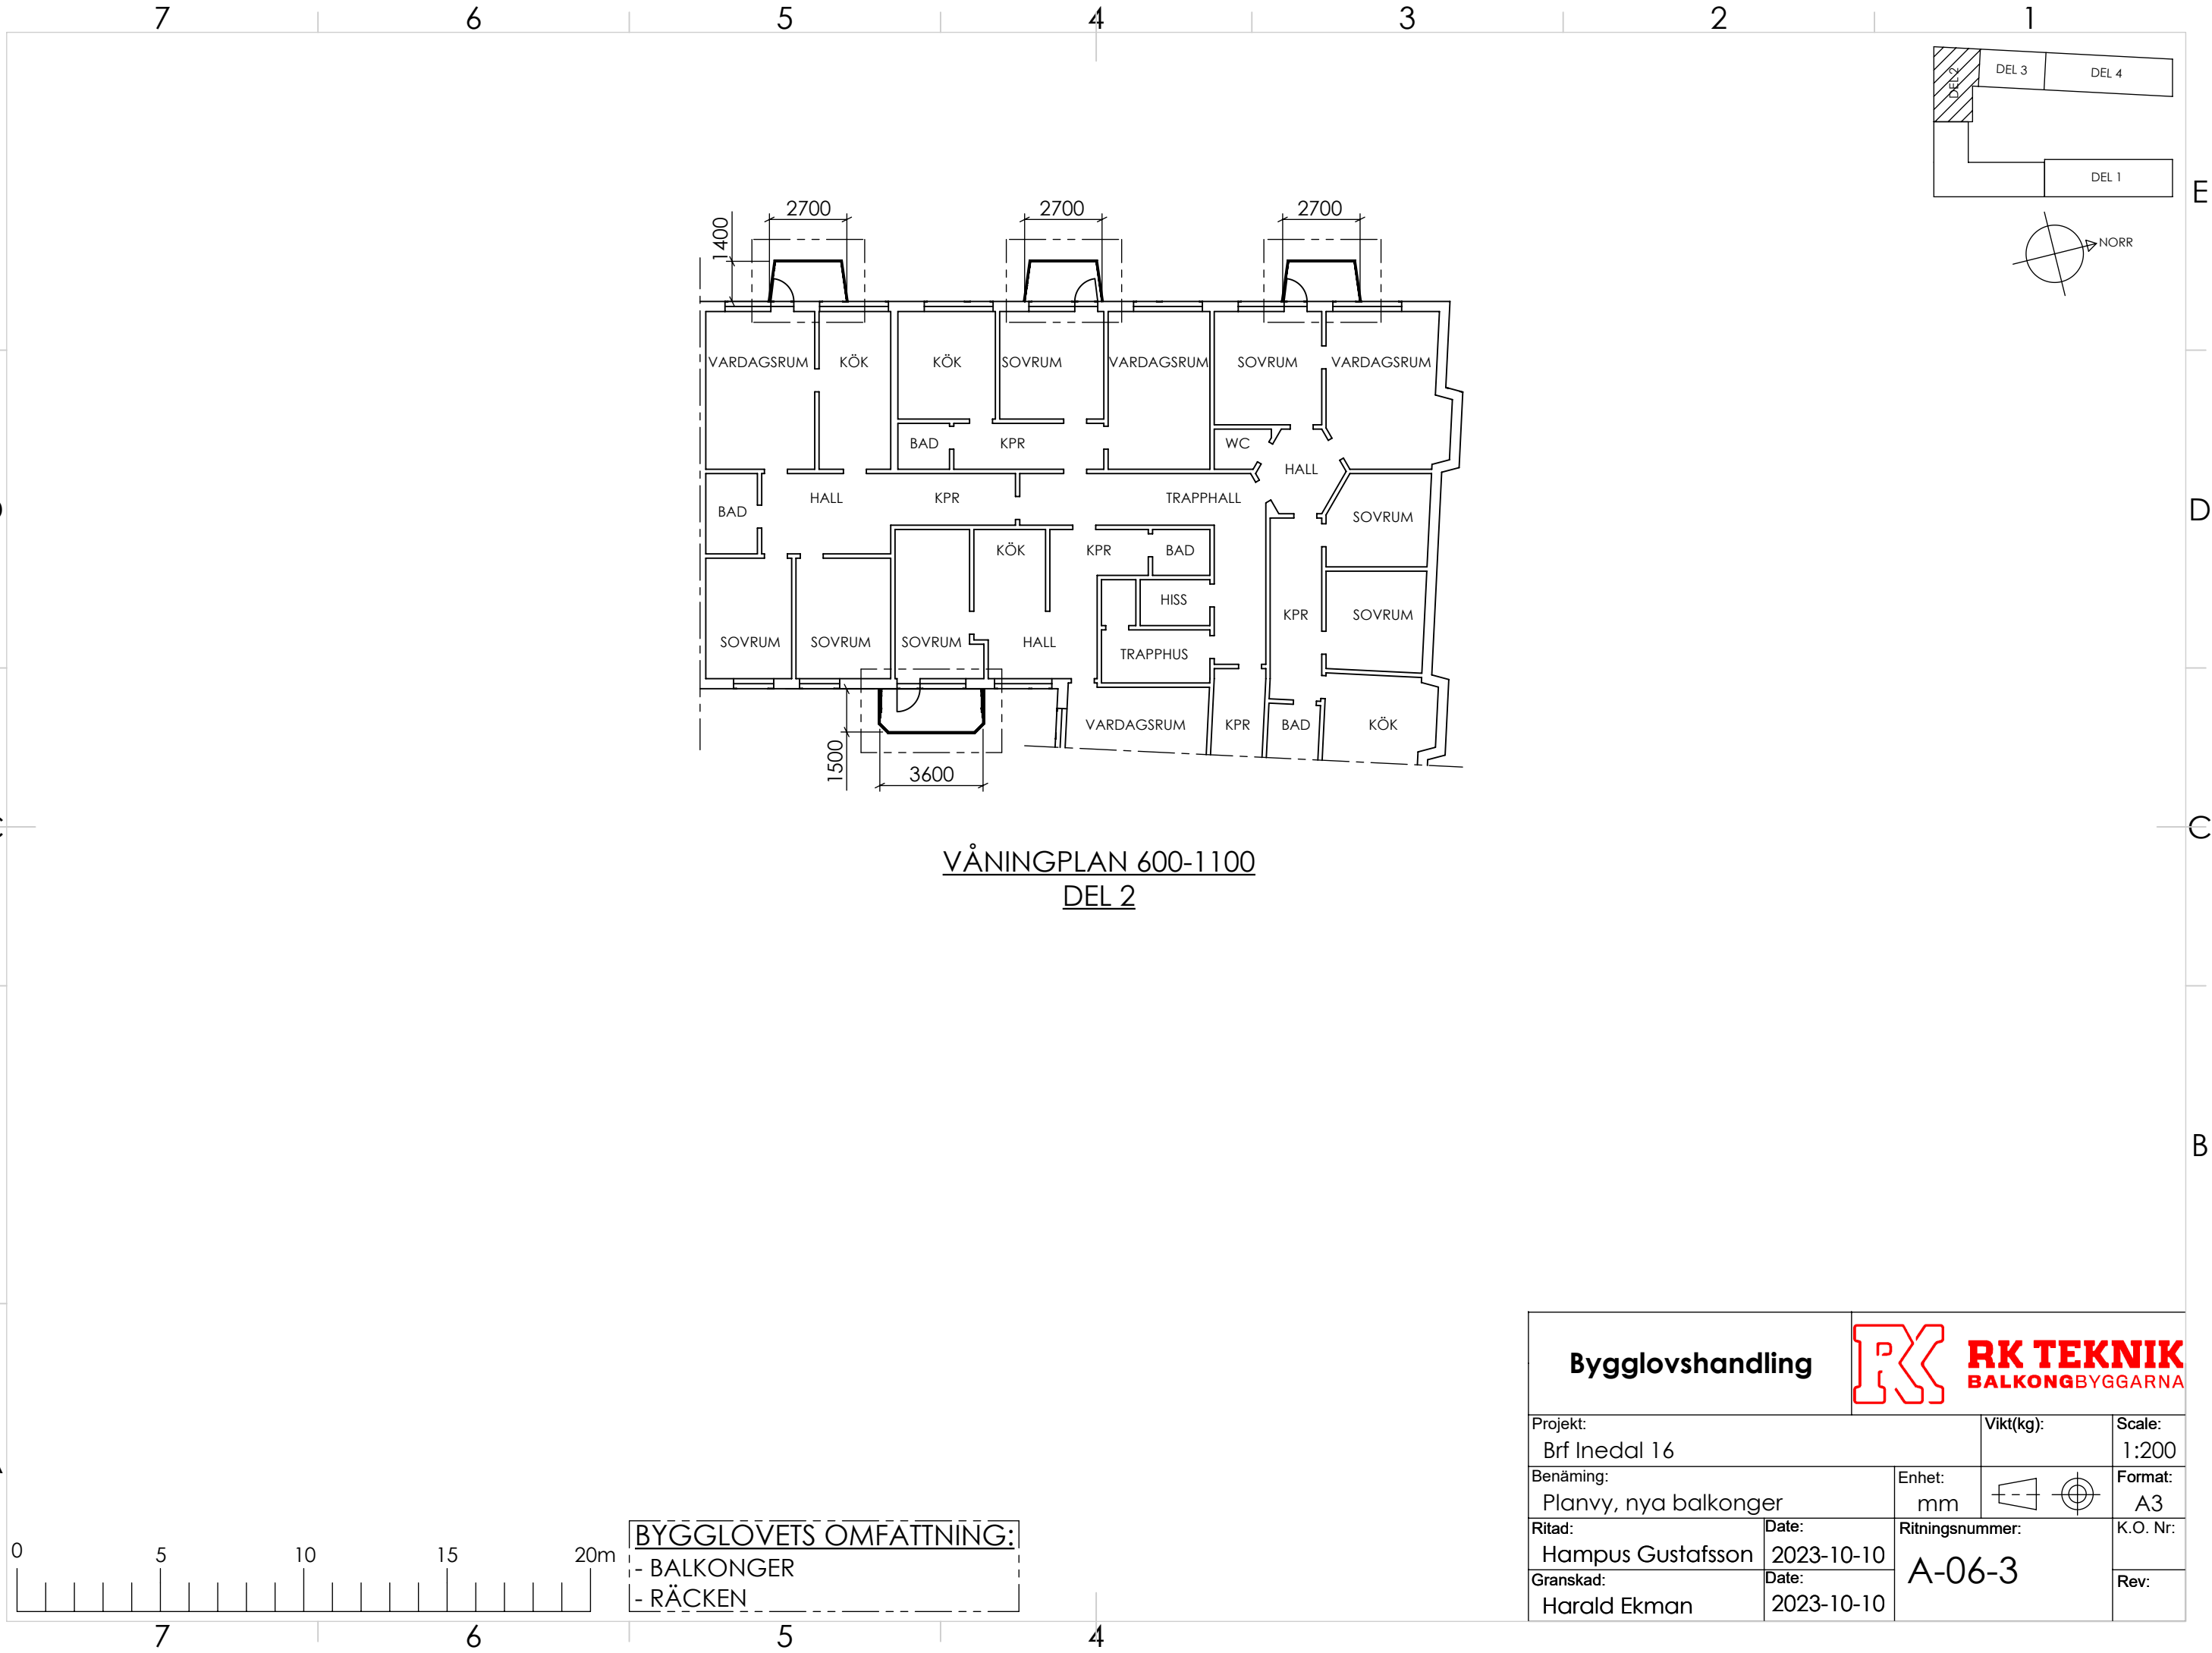 7 6 5 4 3 2 1
DEL 2
DEL 3
DEL 4
DEL 1
NORR
E
2700 2700 2700
1400
VARDAGSRUM KÖK KÖK SOVRUM VARDAGSRUM SOVRUM VARDAGSRUM
BAD KPR WC
HALL
HALL KPR TRAPPHALL
BAD SOVRUM
D
KÖK KPR BAD
HISS
KPR SOVRUM
SOVRUM SOVRUM SOVRUM HALL
TRAPPHUS
VARDAGSRUM KPR BAD KÖK
1500
3600
C
VÅNINGPLAN 600-1100
DEL 2
B
Bygglovshandling
RK
RK TEKNIK
BALKONGBYGGARNA
Projekt:
Brf Inedal 16
Vikt(kg):
Scale:
1:200
Benäming:
Planvy, nya balkonger
Enhet:
mm
Format:
A3
Ritad:
Hampus Gustafsson
Date:
2023-10-10
Ritningsnummer:
A-06-3
K.O. Nr:
Granskad:
Harald Ekman
Date:
2023-10-10
Rev:
BYGGLOVETS OMFATTNING:
- BALKONGER
- RÄCKEN
0 5 10 15 20m
7 6 5 4